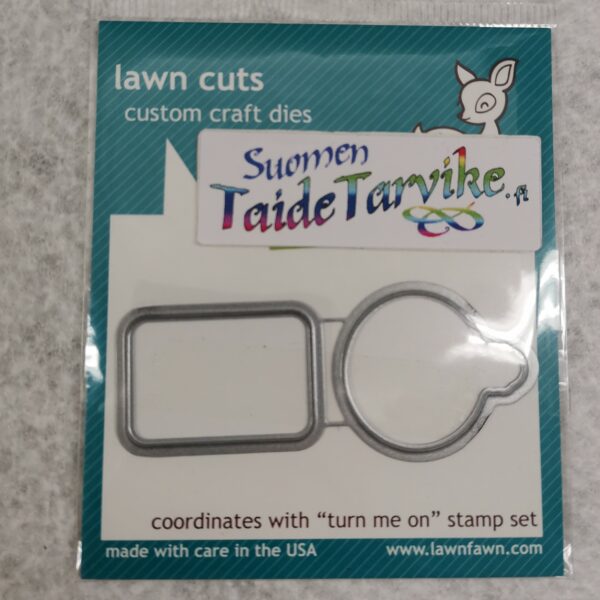 lawn cuts
custom craft dies
Suomen
TaideTarvike.fi
coordinates with “turn me on” stamp set
made with care in the USA
www.lawnfawn.com